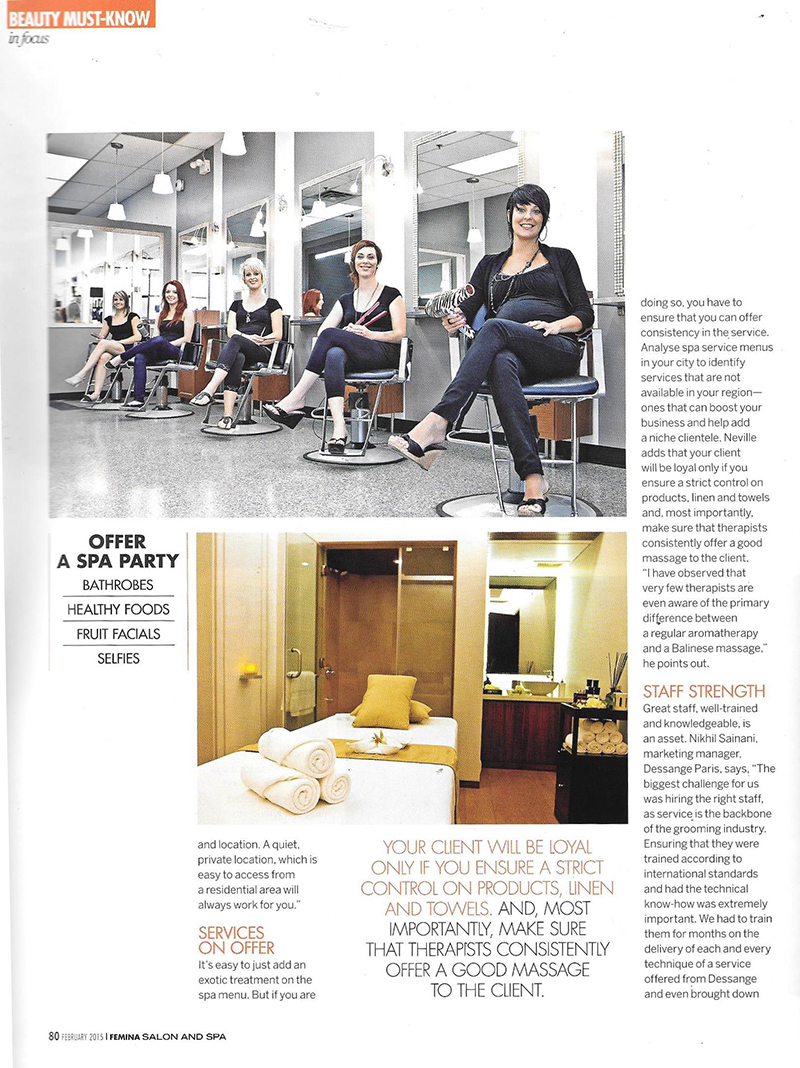 BEAUTY MUST-KNOW
in focus
OFFER
A SPA PARTY
BATHROBES
HEALTHY FOODS
FRUIT FACIALS
SELFIES
and location. A quiet,
private location, which is
easy to access from
a residential area will
always work for you.”
SERVICES
ON OFFER
It's easy to just add an
exotic treatment on the
spa menu. But if you are
YOUR CLIENT WILL BE LOYAL
ONLY IF YOU ENSURE A STRICT
CONTROL ON PRODUCTS, LINEN
AND TOWELS. AND, MOST
IMPORTANTLY, MAKE SURE
THAT THERAPISTS CONSISTENTLY
OFFER A GOOD MASSAGE
TO THE CLIENT.
doing so, you have to
ensure that you can offer
consistency in the service.
Analyse spa service menus
in your city to identify
services that are not
available in your region—
ones that can boost your
business and help add
a niche clientele. Neville
adds that your client
will be loyal only if you
ensure a strict control on
products, linen and towels
and, most importantly,
make sure that therapists
consistently offer a good
massage to the client.
“I have observed that
very few therapists are
even aware of the primary
difference between
a regular aromatherapy
and a Balinese massage,”
he points out.
STAFF STRENGTH
Great staff, well-trained
and knowledgeable, is
an asset. Nikhil Sainani,
marketing manager,
Dessange Paris, says, “The
biggest challenge for us
was hiring the right staff,
as service is the backbone
of the grooming industry.
Ensuring that they were
trained according to
international standards
and had the technical
know-how was extremely
important. We had to train
them for months on the
delivery of each and every
technique of a service
offered from Dessange
and even brought down
80 FEBRUARY 2015 | FEMINA SALON AND SPA